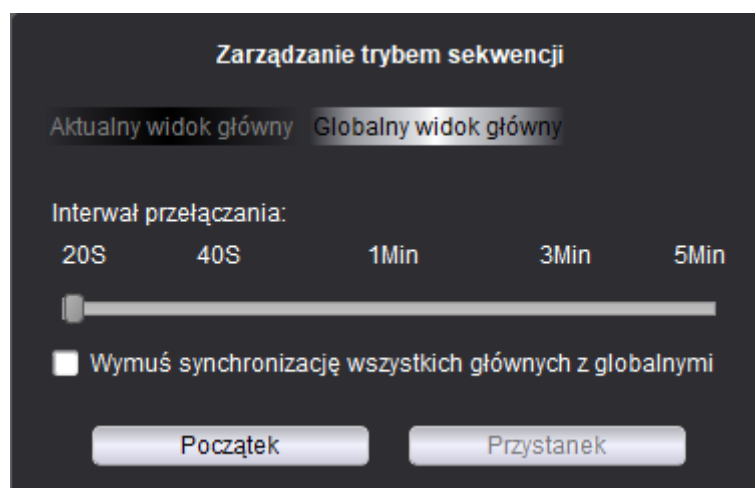 Zarządzanie trybem sekwencji
Aktualny widok główny Globalny widok główny
Interwał przełączania:
20S 40S 1Min 3Min 5Min
Wymuś synchronizację wszystkich głównych z globalnymi
Początek Przystanek